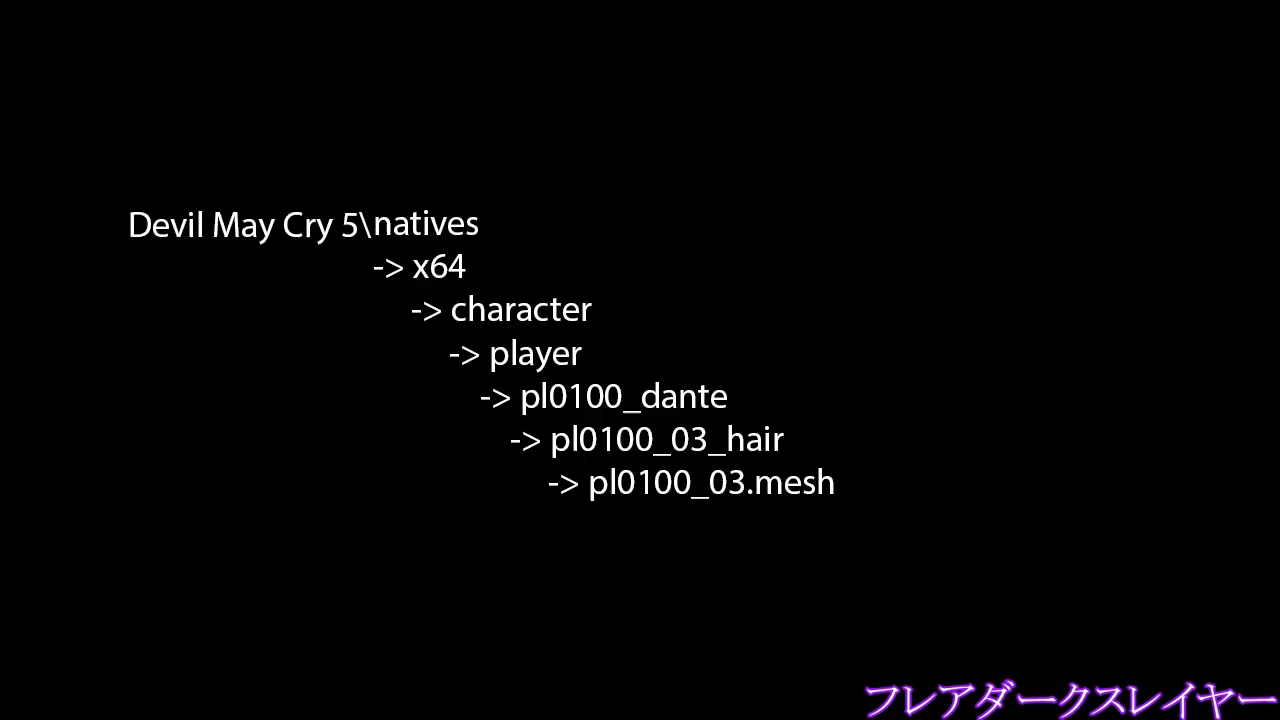 Devil May Cry 5\natives
-> x64
-> character
-> player
-> pl0100_dante
-> pl0100_03_hair
-> pl0100_03.mesh
フレアダークスレイヤー